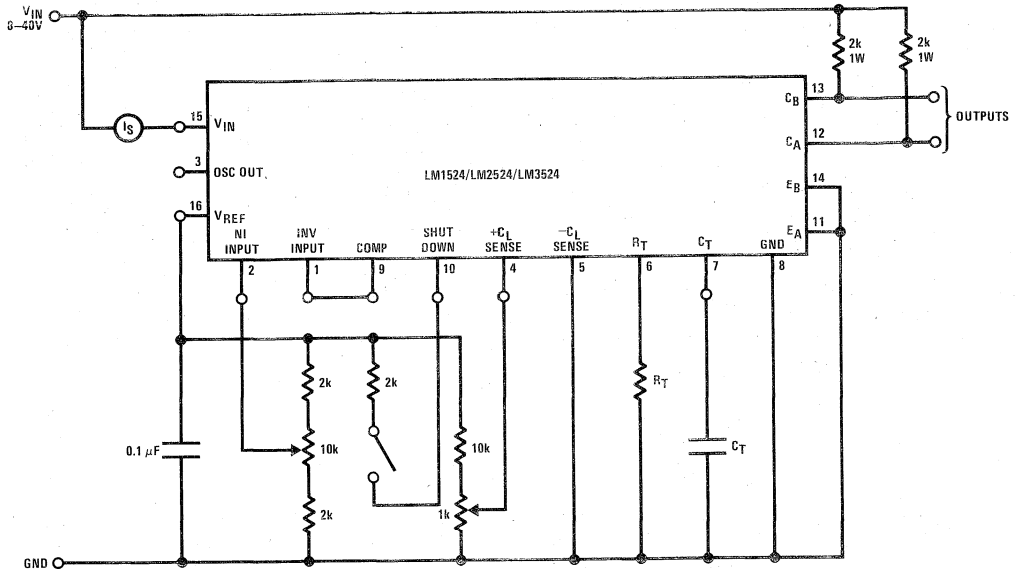 VIN
8–40V
2k
1W
2k
1W
13
CB
OUTPUTS
15
VIN
IS
12
CA
3
OSC OUT
LM1524/LM2524/LM3524
14
EB
16
VREF
11
EA
NI
INPUT
INV
INPUT
COMP
SHUT
DOWN
+CL
SENSE
−CL
SENSE
RT
CT
GND
2
1
9
10
4
5
6
7
8
2k
2k
RT
0.1 µF
10k
10k
CT
2k
1k
GND